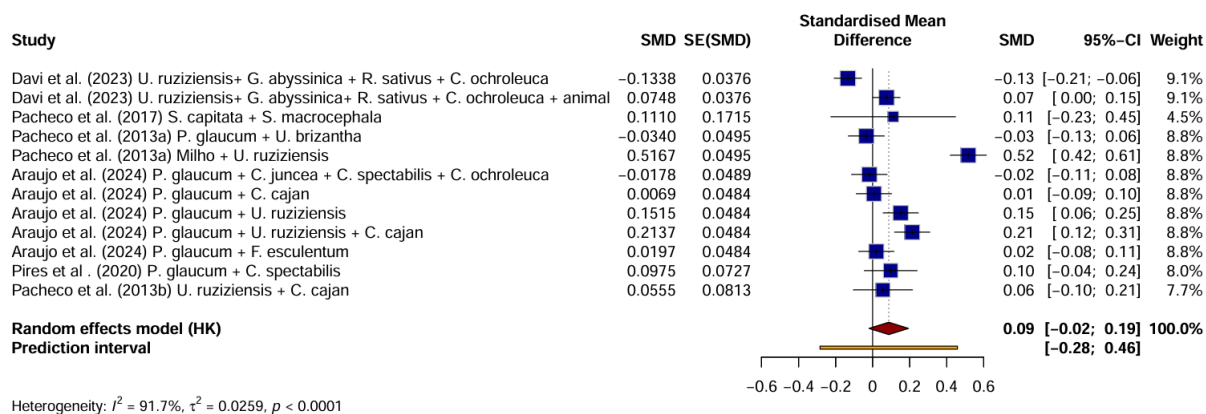 Standardised Mean
Study SMD SE(SMD) Difference SMD 95%−CI Weight
Davi et al. (2023) U. ruziziensis+ G. abyssinica + R. sativus + C. ochroleuca −0.1338 0.0376 −0.13 [−0.21; −0.06] 9.1%
Davi et al. (2023) U. ruziziensis+ G. abyssinica+ R. sativus + C. ochroleuca + animal 0.0748 0.0376 0.07 [ 0.00; 0.15] 9.1%
Pacheco et al. (2017) S. capitata + S. macrocephala 0.1110 0.1715 0.11 [−0.23; 0.45] 4.5%
Pacheco et al. (2013a) P. glaucum + U. brizantha −0.0340 0.0495 −0.03 [−0.13; 0.06] 8.8%
Pacheco et al. (2013a) Milho + U. ruziziensis 0.5167 0.0495 0.52 [ 0.42; 0.61] 8.8%
Araujo et al. (2024) P. glaucum + C. juncea + C. spectabilis + C. ochroleuca −0.0178 0.0489 −0.02 [−0.11; 0.08] 8.8%
Araujo et al. (2024) P. glaucum + C. cajan 0.0069 0.0484 0.01 [−0.09; 0.10] 8.8%
Araujo et al. (2024) P. glaucum + U. ruziziensis 0.1515 0.0484 0.15 [ 0.06; 0.25] 8.8%
Araujo et al. (2024) P. glaucum + U. ruziziensis + C. cajan 0.2137 0.0484 0.21 [ 0.12; 0.31] 8.8%
Araujo et al. (2024) P. glaucum + F. esculentum 0.0197 0.0484 0.02 [−0.08; 0.11] 8.8%
Pires et al . (2020) P. glaucum + C. spectabilis 0.0975 0.0727 0.10 [−0.04; 0.24] 8.0%
Pacheco et al. (2013b) U. ruziziensis + C. cajan 0.0555 0.0813 0.06 [−0.10; 0.21] 7.7%
Random effects model (HK) 0.09 [−0.02; 0.19] 100.0%
Prediction interval [−0.28; 0.46]
−0.6 −0.4 −0.2 0 0.2 0.4 0.6
Heterogeneity: I² = 91.7%, τ² = 0.0259, p < 0.0001